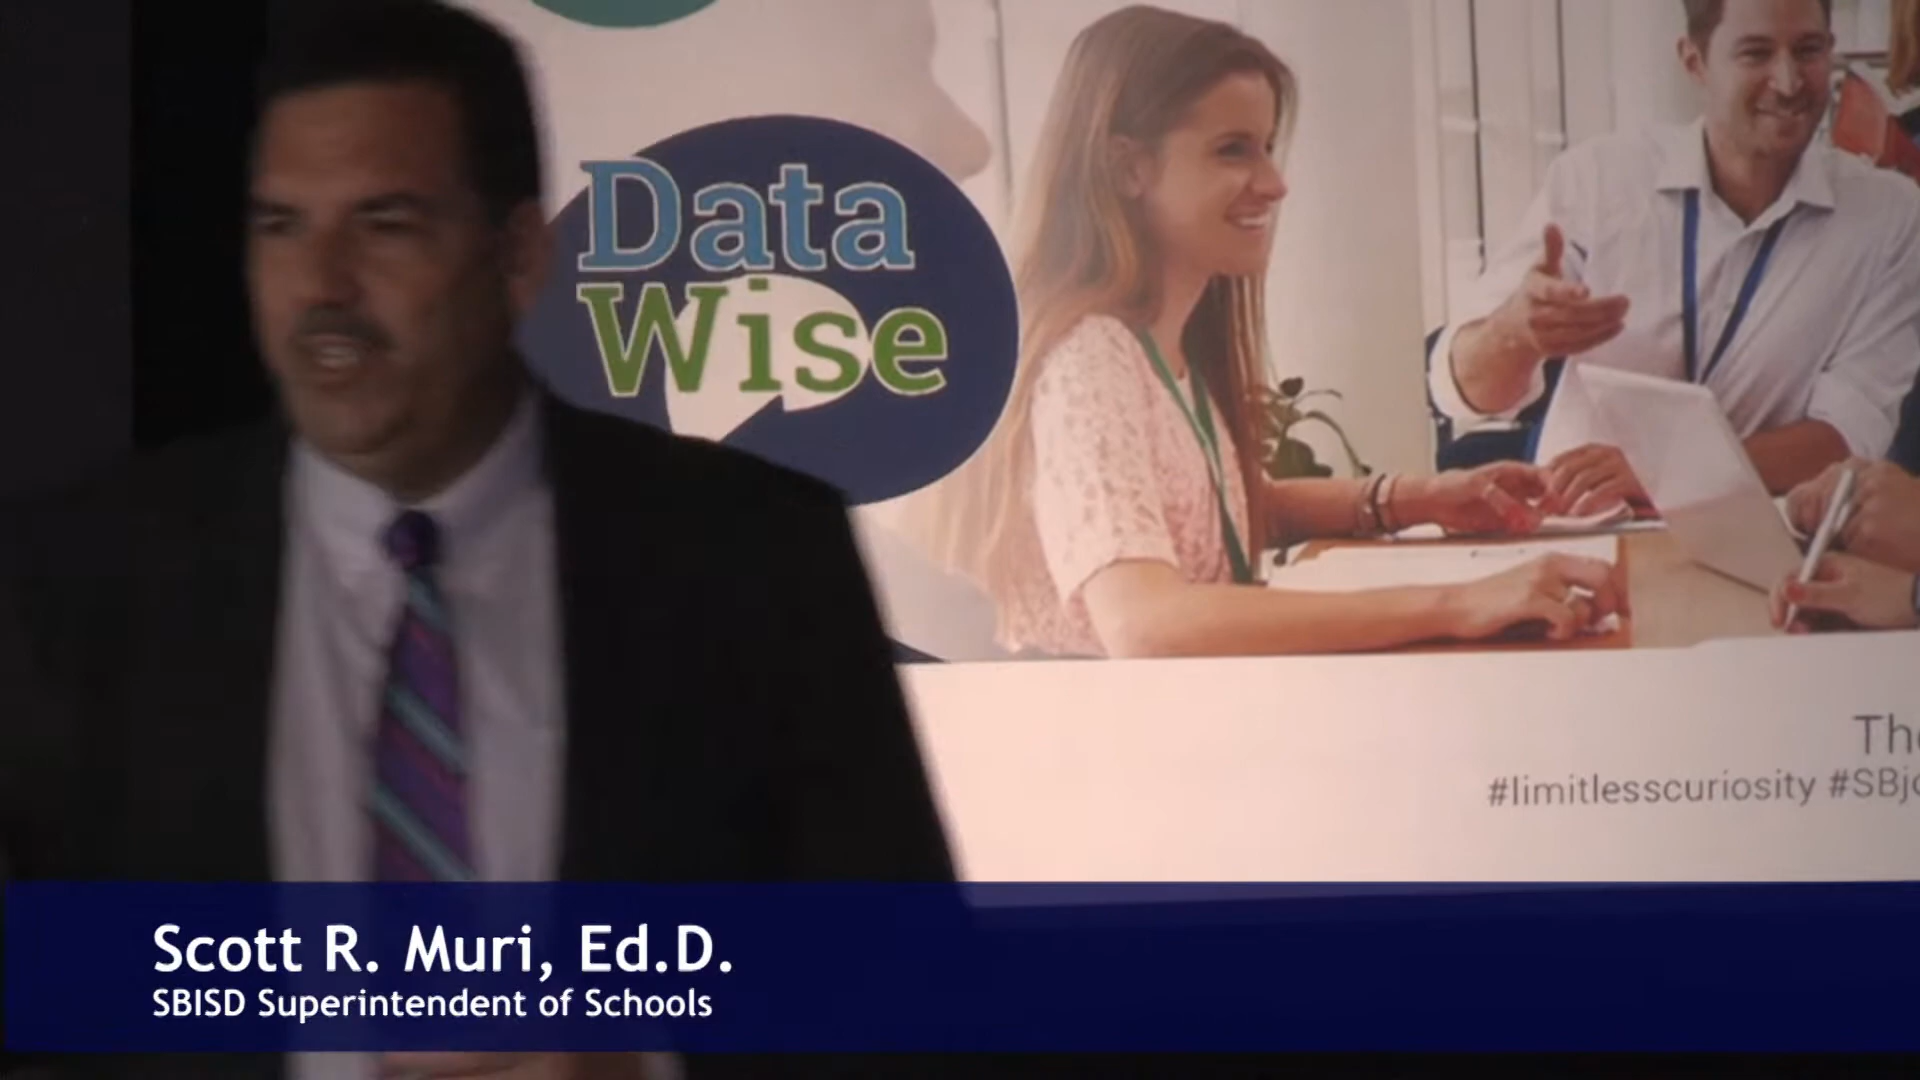 Data
Wise
#limitlesscuriosity
Scott R. Muri, Ed.D.
SBISD Superintendent of Schools